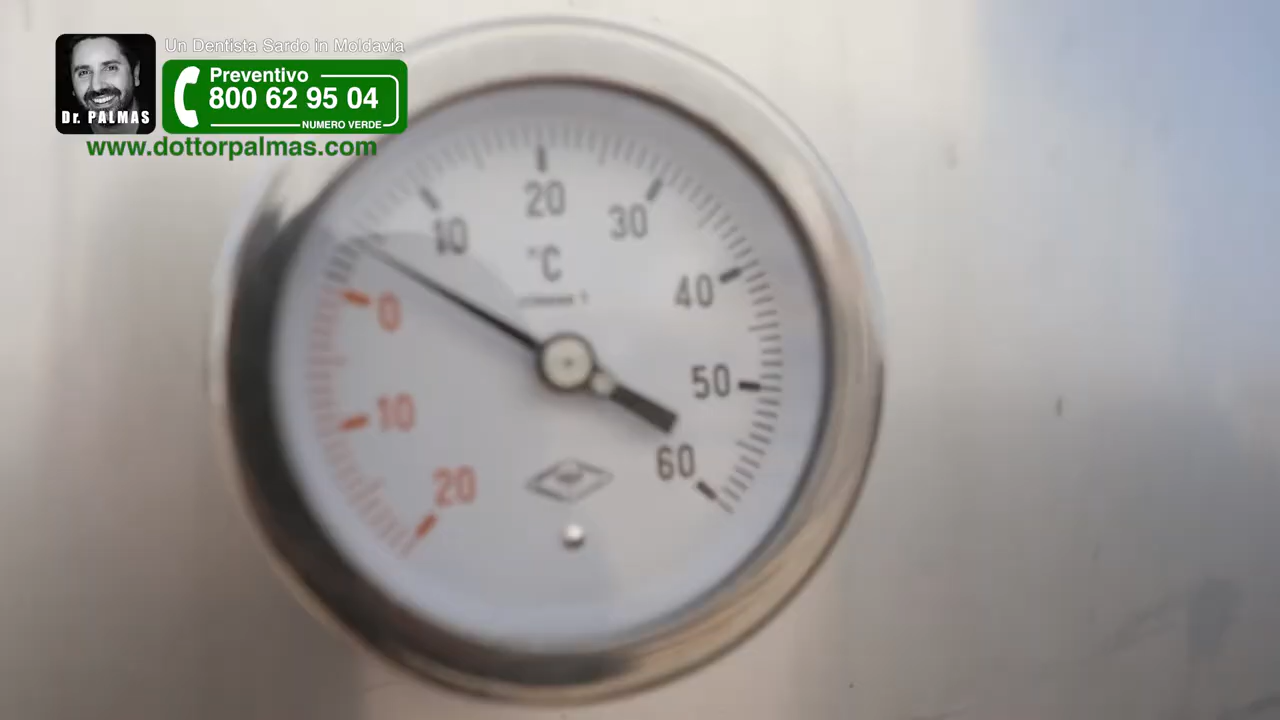 Un Dentista Sardo in Moldavia
Preventivo
800 62 95 04
NUMERO VERDE
Dr. PALMAS
www.dottorpalmas.com
20
10
30
°C
40
0
50
10
60
20